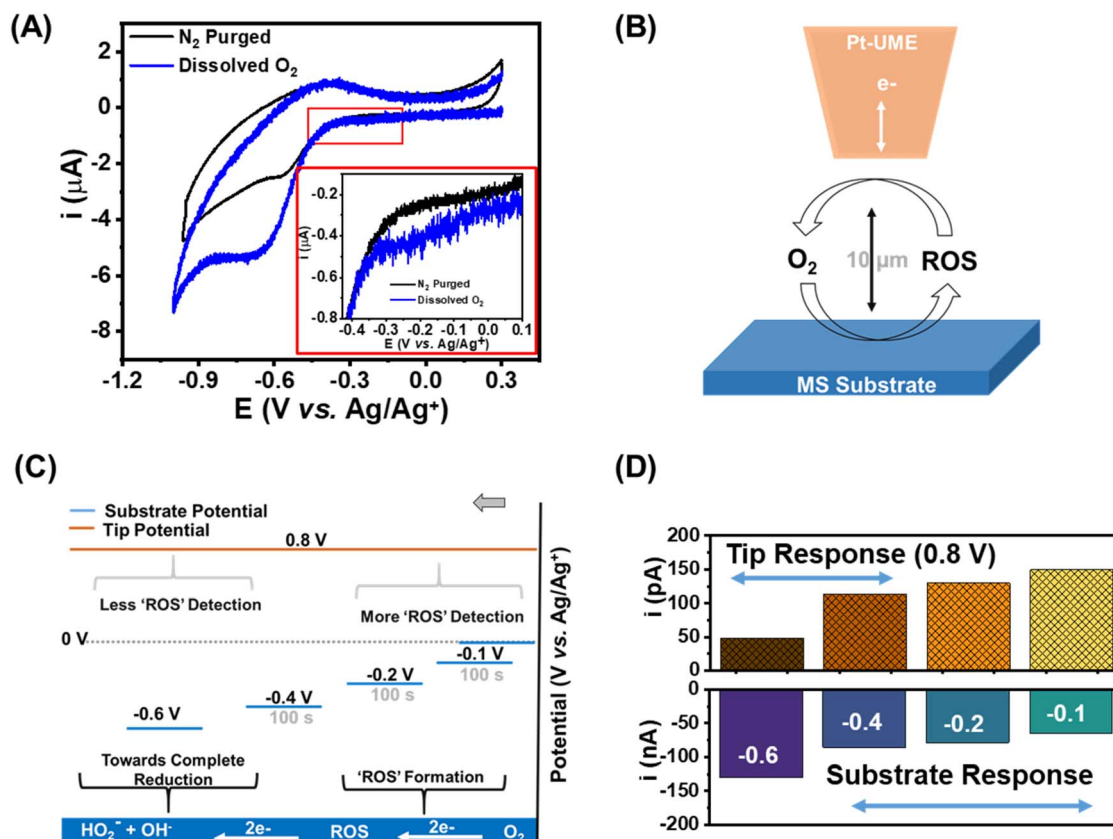 (A)
N₂ Purged
Dissolved O₂
2
0
-2
-4
-6
-8
i (µA)
-1.2 -0.9 -0.6 -0.3 0.0 0.3
E (V vs. Ag/Ag⁺)
-0.2
-0.4
-0.6
-0.8
i (µA)
N₂ Purged
Dissolved O₂
-0.4 -0.3 -0.2 -0.1 0.0 0.1
E (V vs. Ag/Ag⁺)
(B)
Pt-UME
e-
O₂ 10 µm ROS
MS Substrate
(C)
Substrate Potential
Tip Potential
0.8 V
Less ‘ROS’ Detection
More ‘ROS’ Detection
0 V
-0.1 V
100 s
-0.2 V
100 s
-0.4 V
100 s
-0.6 V
Towards Complete
Reduction
‘ROS’ Formation
HO₂⁻ + OH⁻ 2e- ROS 2e- O₂
Potential (V vs. Ag/Ag⁺)
(D)
200
150
100
50
0
i (pA)
Tip Response (0.8 V)
0
-50
-100
-150
-200
i (nA)
-0.6 -0.4 -0.2 -0.1
Substrate Response